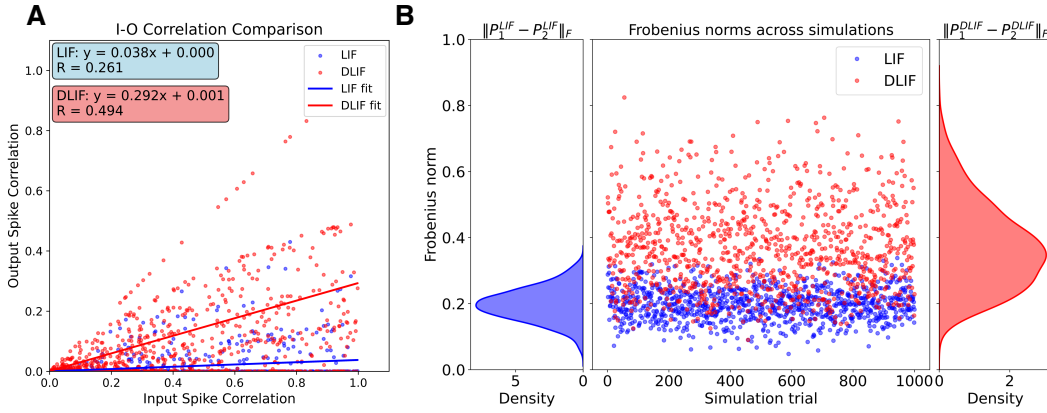 A
I-O Correlation Comparison
LIF: y = 0.038x + 0.000
R = 0.261
DLIF: y = 0.292x + 0.001
R = 0.494
LIF
DLIF
LIF fit
DLIF fit
Output Spike Correlation
1.0
0.8
0.6
0.4
0.2
0.0
0.0 0.2 0.4 0.6 0.8 1.0
Input Spike Correlation
B
‖P₁^{LIF} − P₂^{LIF}‖_F
Frobenius norms across simulations
‖P₁^{DLIF} − P₂^{DLIF}‖_F
LIF
DLIF
Frobenius norm
1.0
0.8
0.6
0.4
0.2
0.0
5 0
Density
0 200 400 600 800 1000
Simulation trial
0 2
Density